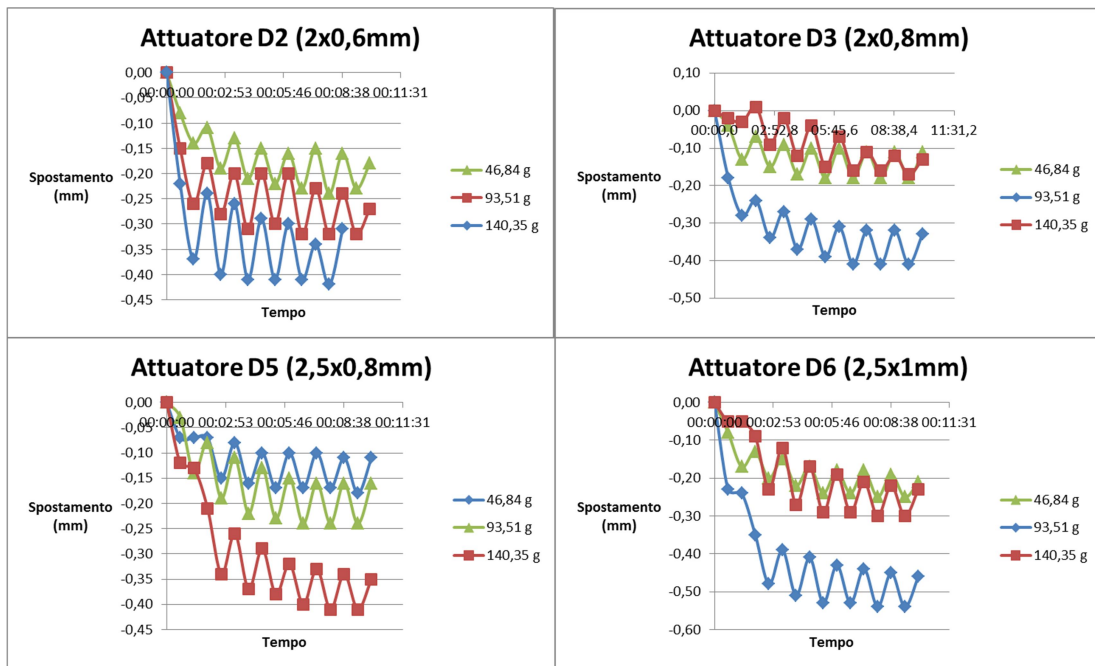 Attuatore D2 (2x0,6mm)
0,00
-0,05
-0,10
-0,15
-0,20
-0,25
-0,30
-0,35
-0,40
-0,45
00:00:00 00:02:53 00:05:46 00:08:38 00:11:31
Spostamento
(mm)
Tempo
46,84 g
93,51 g
140,35 g
Attuatore D3 (2x0,8mm)
0,10
0,00
-0,10
-0,20
-0,30
-0,40
-0,50
00:00,0 02:52,8 05:45,6 08:38,4 11:31,2
Spostamento
(mm)
Tempo
46,84 g
93,51 g
140,35 g
Attuatore D5 (2,5x0,8mm)
0,00
-0,05
-0,10
-0,15
-0,20
-0,25
-0,30
-0,35
-0,40
-0,45
00:00:00 00:02:53 00:05:46 00:08:38 00:11:31
Spostamento
(mm)
Tempo
46,84 g
93,51 g
140,35 g
Attuatore D6 (2,5x1mm)
0,00
-0,10
-0,20
-0,30
-0,40
-0,50
-0,60
00:00:00 00:02:53 00:05:46 00:08:38 00:11:31
Spostamento
(mm)
Tempo
46,84 g
93,51 g
140,35 g